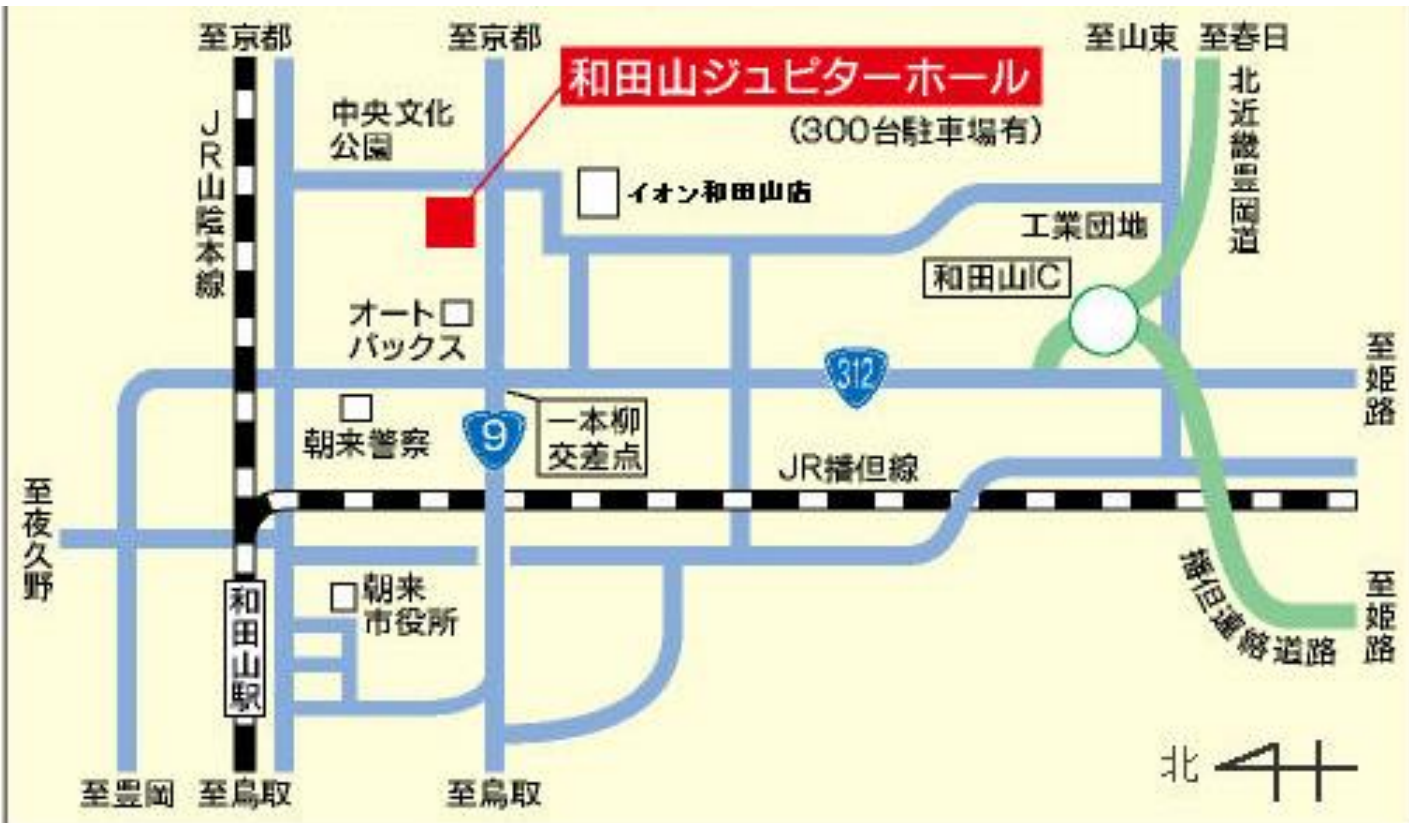 至京都
至京都
至山東
至春日
和田山ジュピターホール
(300台駐車場有)
中央文化
公園
JR山陰本線
北近畿豊岡道
イオン和田山店
工業団地
和田山IC
オート
バックス
312
至姫路
朝来警察
9
一本柳
交差点
JR播但線
至夜久野
朝来
市役所
和田山駅
播但連絡道路
至姫路
北
至豊岡
至鳥取
至鳥取